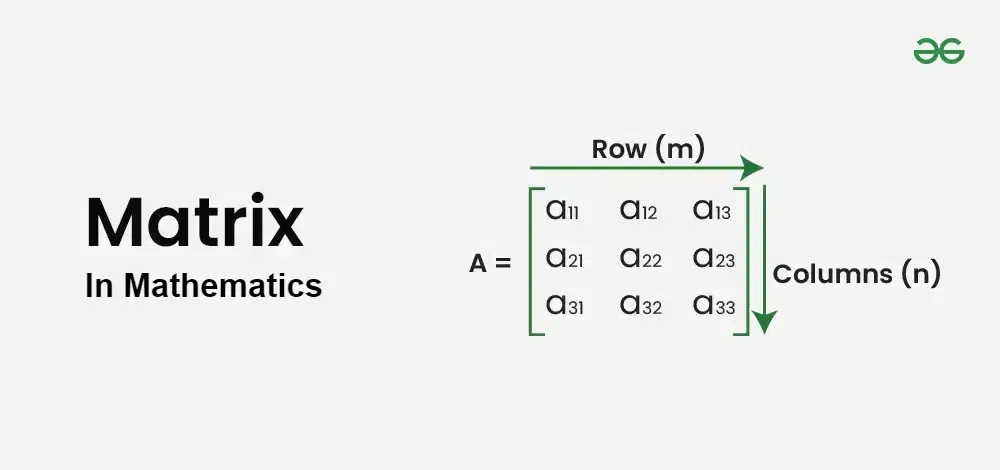 Matrix
In Mathematics
Row (m)
A =
a11 a12 a13
a21 a22 a23
a31 a32 a33
Columns (n)